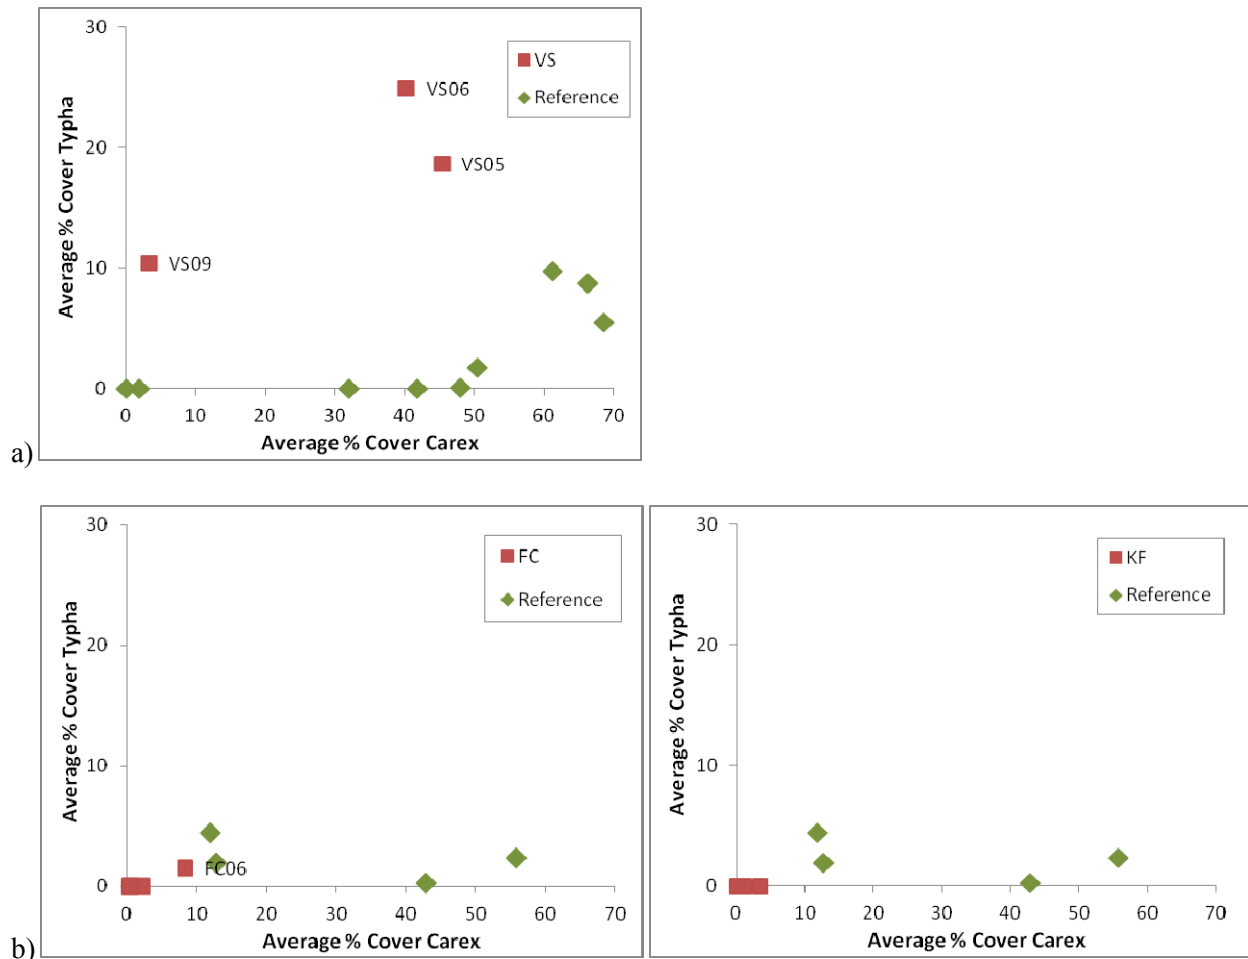 30
VS
Reference
VS06
20
VS05
Average % Cover Typha
10
VS09
0
0 10 20 30 40 50 60 70
Average % Cover Carex
a)
30
FC
Reference
20
Average % Cover Typha
10
FC06
0
0 10 20 30 40 50 60 70
Average % Cover Carex
b)
30
KF
Reference
20
Average % Cover Typha
10
0
0 10 20 30 40 50 60 70
Average % Cover Carex